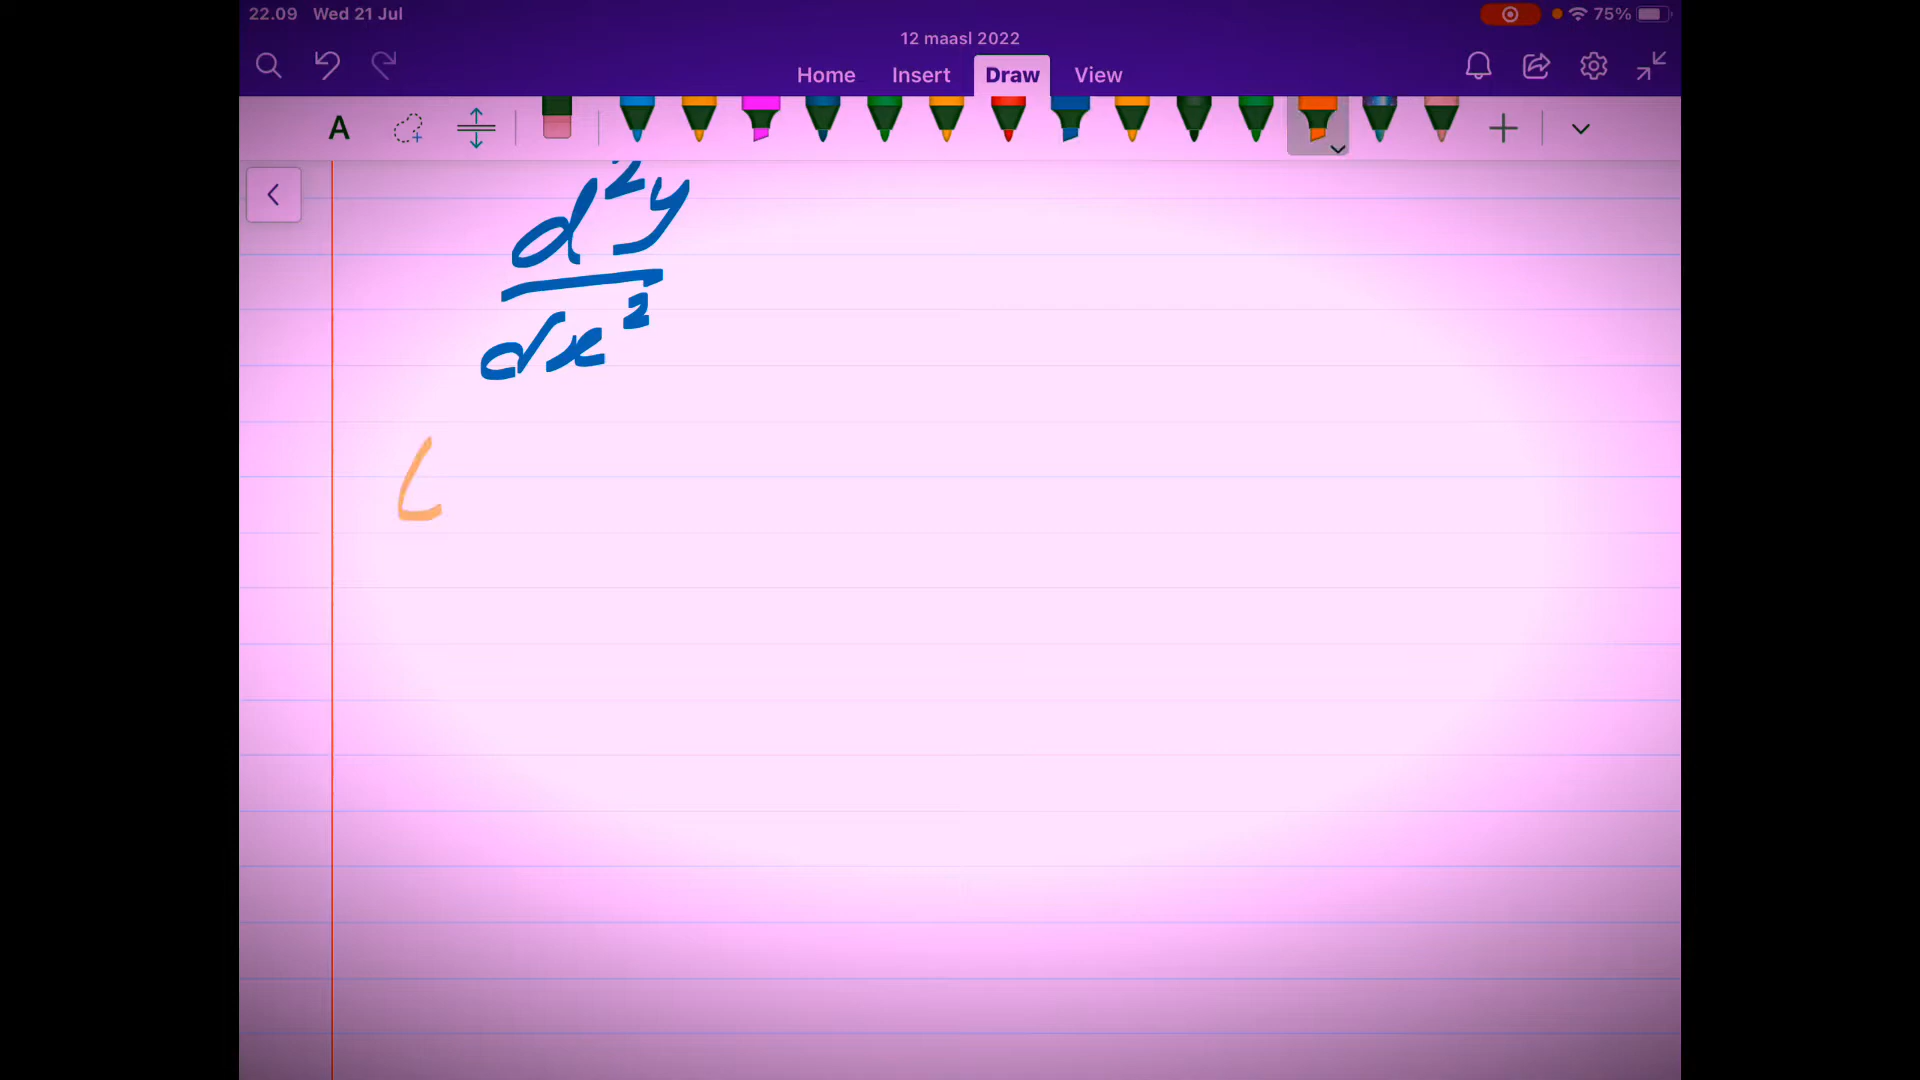 22.09 Wed 21 Jul 75%
12 maasl 2022
Home Insert Draw View
A
d²y
dx²
L